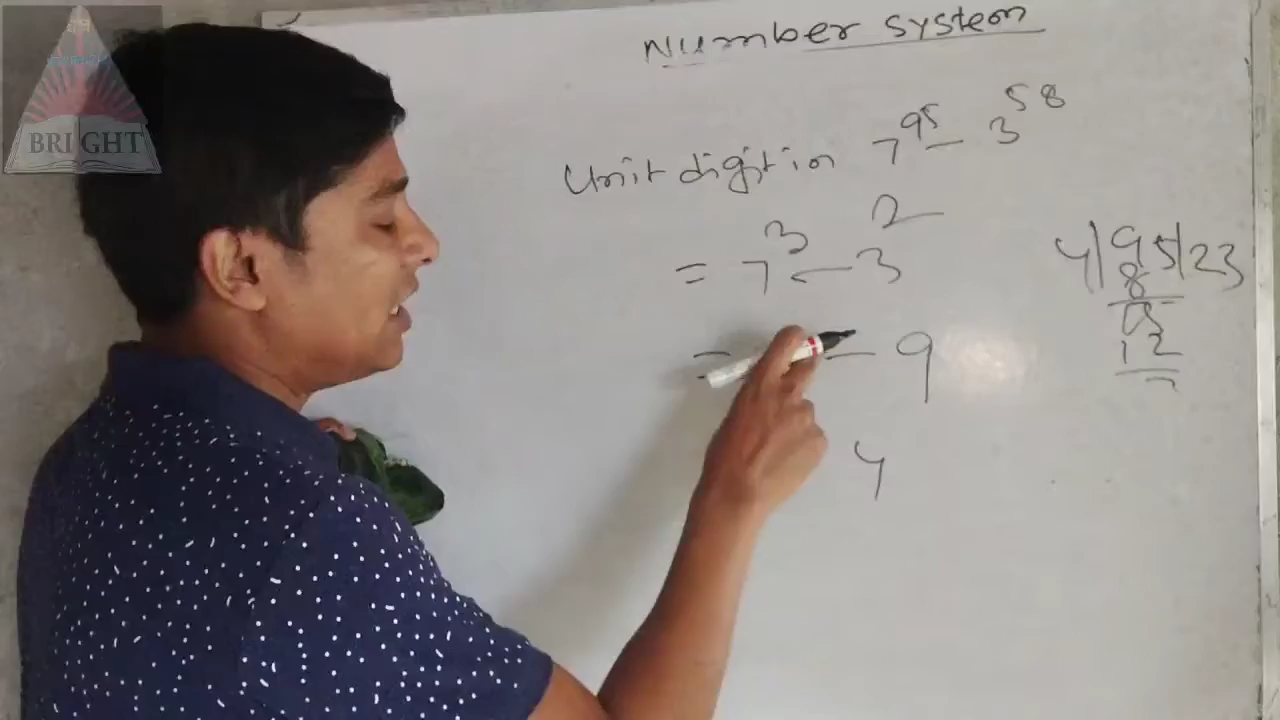 BRIGHT
Number system
Unit digit in 7^95 - 3^58
= 7^3 - 3^2
= - 9
4
4)95(23
8
15
12
3